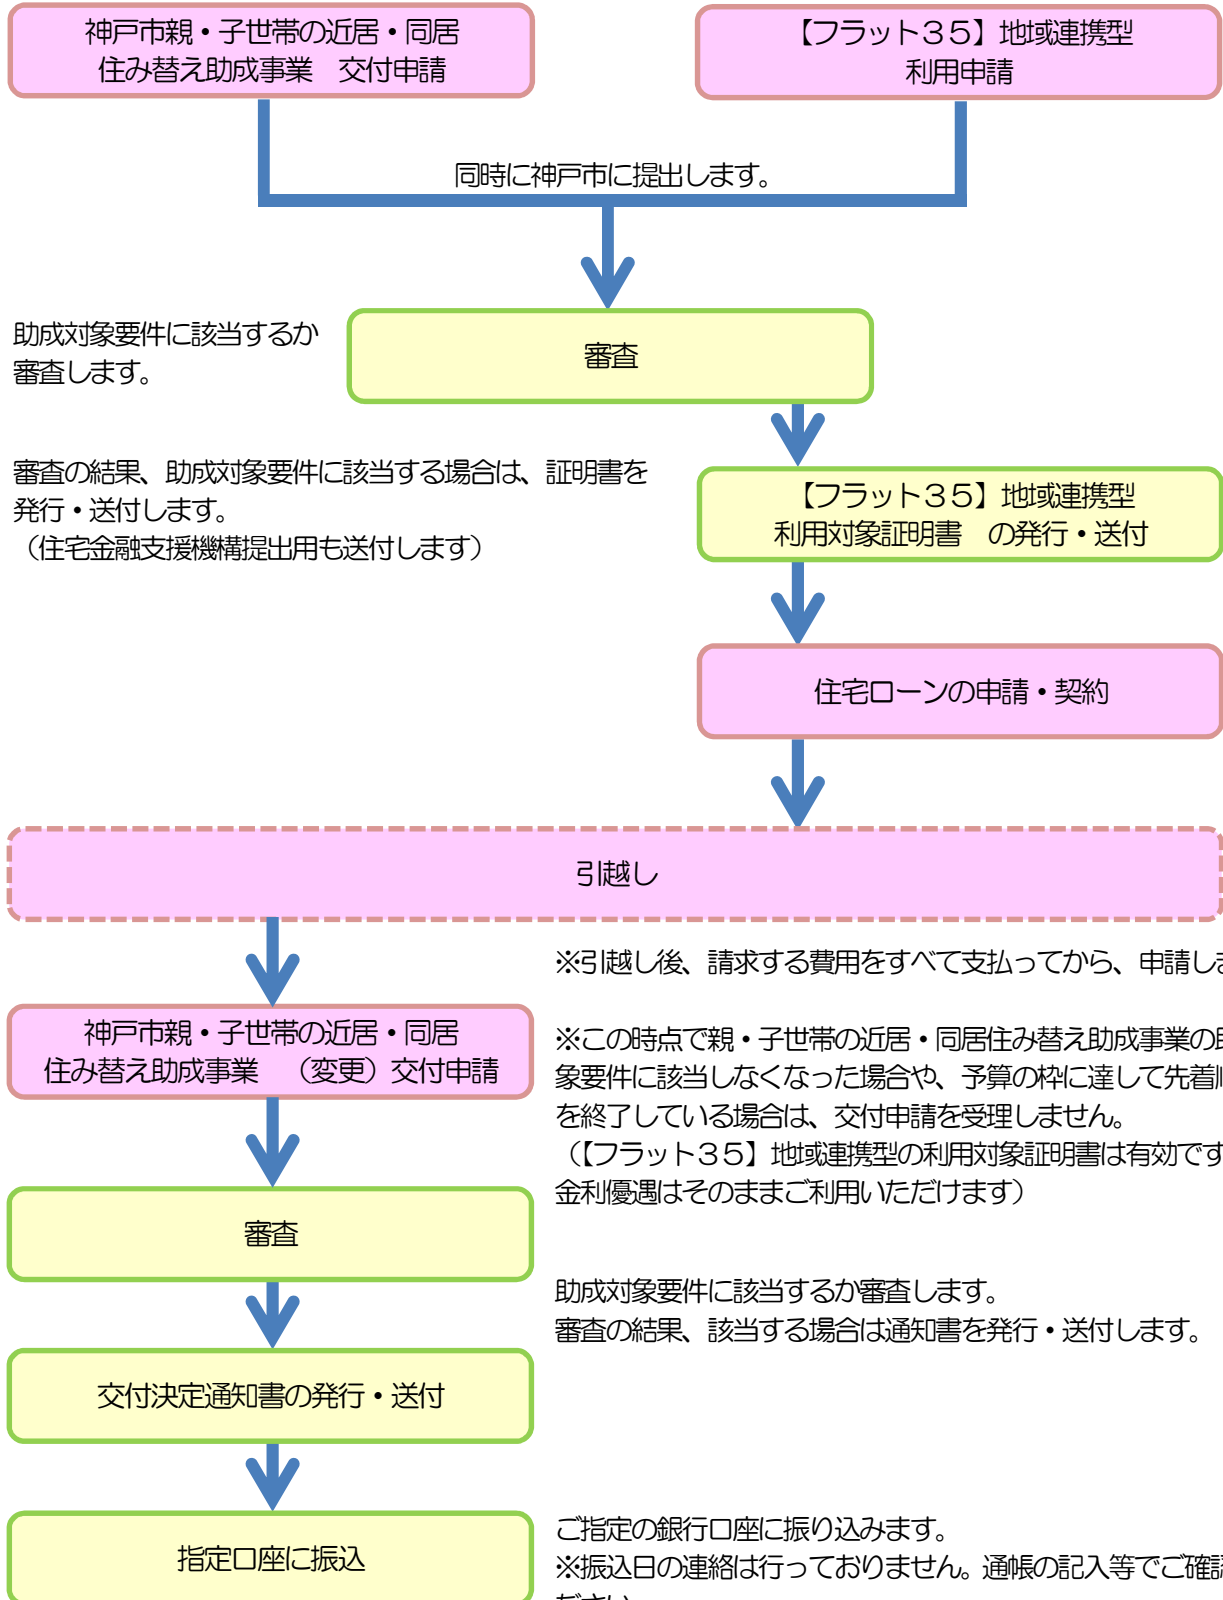 神戸市親・子世帯の近居・同居
住み替え助成事業　交付申請
【フラット３５】地域連携型
利用申請
同時に神戸市に提出します。
助成対象要件に該当するか
審査します。
審査
審査の結果、助成対象要件に該当する場合は、証明書を
発行・送付します。
（住宅金融支援機構提出用も送付します）
【フラット３５】地域連携型
利用対象証明書　の発行・送付
住宅ローンの申請・契約
引越し
※引越し後、請求する費用をすべて支払ってから、申請し
神戸市親・子世帯の近居・同居
住み替え助成事業　（変更）交付申請
※この時点で親・子世帯の近居・同居住み替え助成事業の
象要件に該当しなくなった場合や、予算の枠に達して先着
を終了している場合は、交付申請を受理しません。
（【フラット３５】地域連携型の利用対象証明書は有効です
金利優遇はそのままご利用いただけます）
審査
助成対象要件に該当するか審査します。
審査の結果、該当する場合は通知書を発行・送付します。
交付決定通知書の発行・送付
指定口座に振込
ご指定の銀行口座に振り込みます。
※振込日の連絡は行っておりません。通帳の記入等でご確